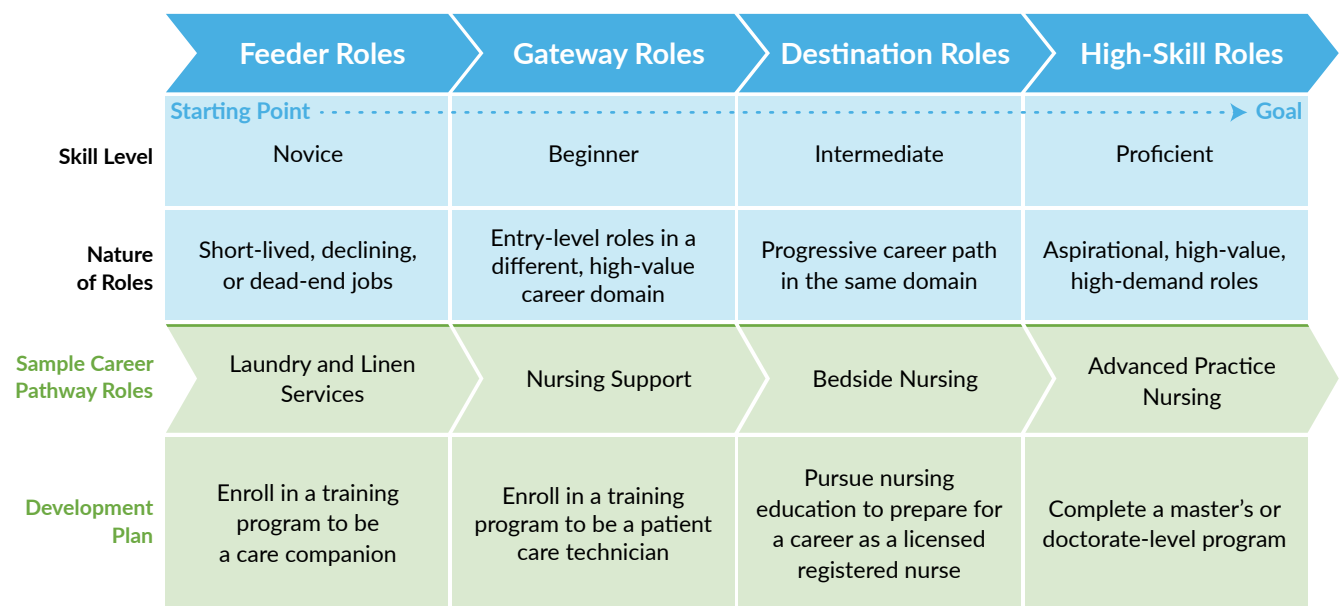 Feeder Roles
Gateway Roles
Destination Roles
High-Skill Roles
Starting Point
Goal
Skill Level
Novice
Beginner
Intermediate
Proficient
Nature
of Roles
Short-lived, declining,
or dead-end jobs
Entry-level roles in a
different, high-value
career domain
Progressive career path
in the same domain
Aspirational, high-value,
high-demand roles
Sample Career
Pathway Roles
Laundry and Linen
Services
Nursing Support
Bedside Nursing
Advanced Practice
Nursing
Development
Plan
Enroll in a training
program to be
a care companion
Enroll in a training
program to be a patient
care technician
Pursue nursing
education to prepare for
a career as a licensed
registered nurse
Complete a master's or
doctorate-level program